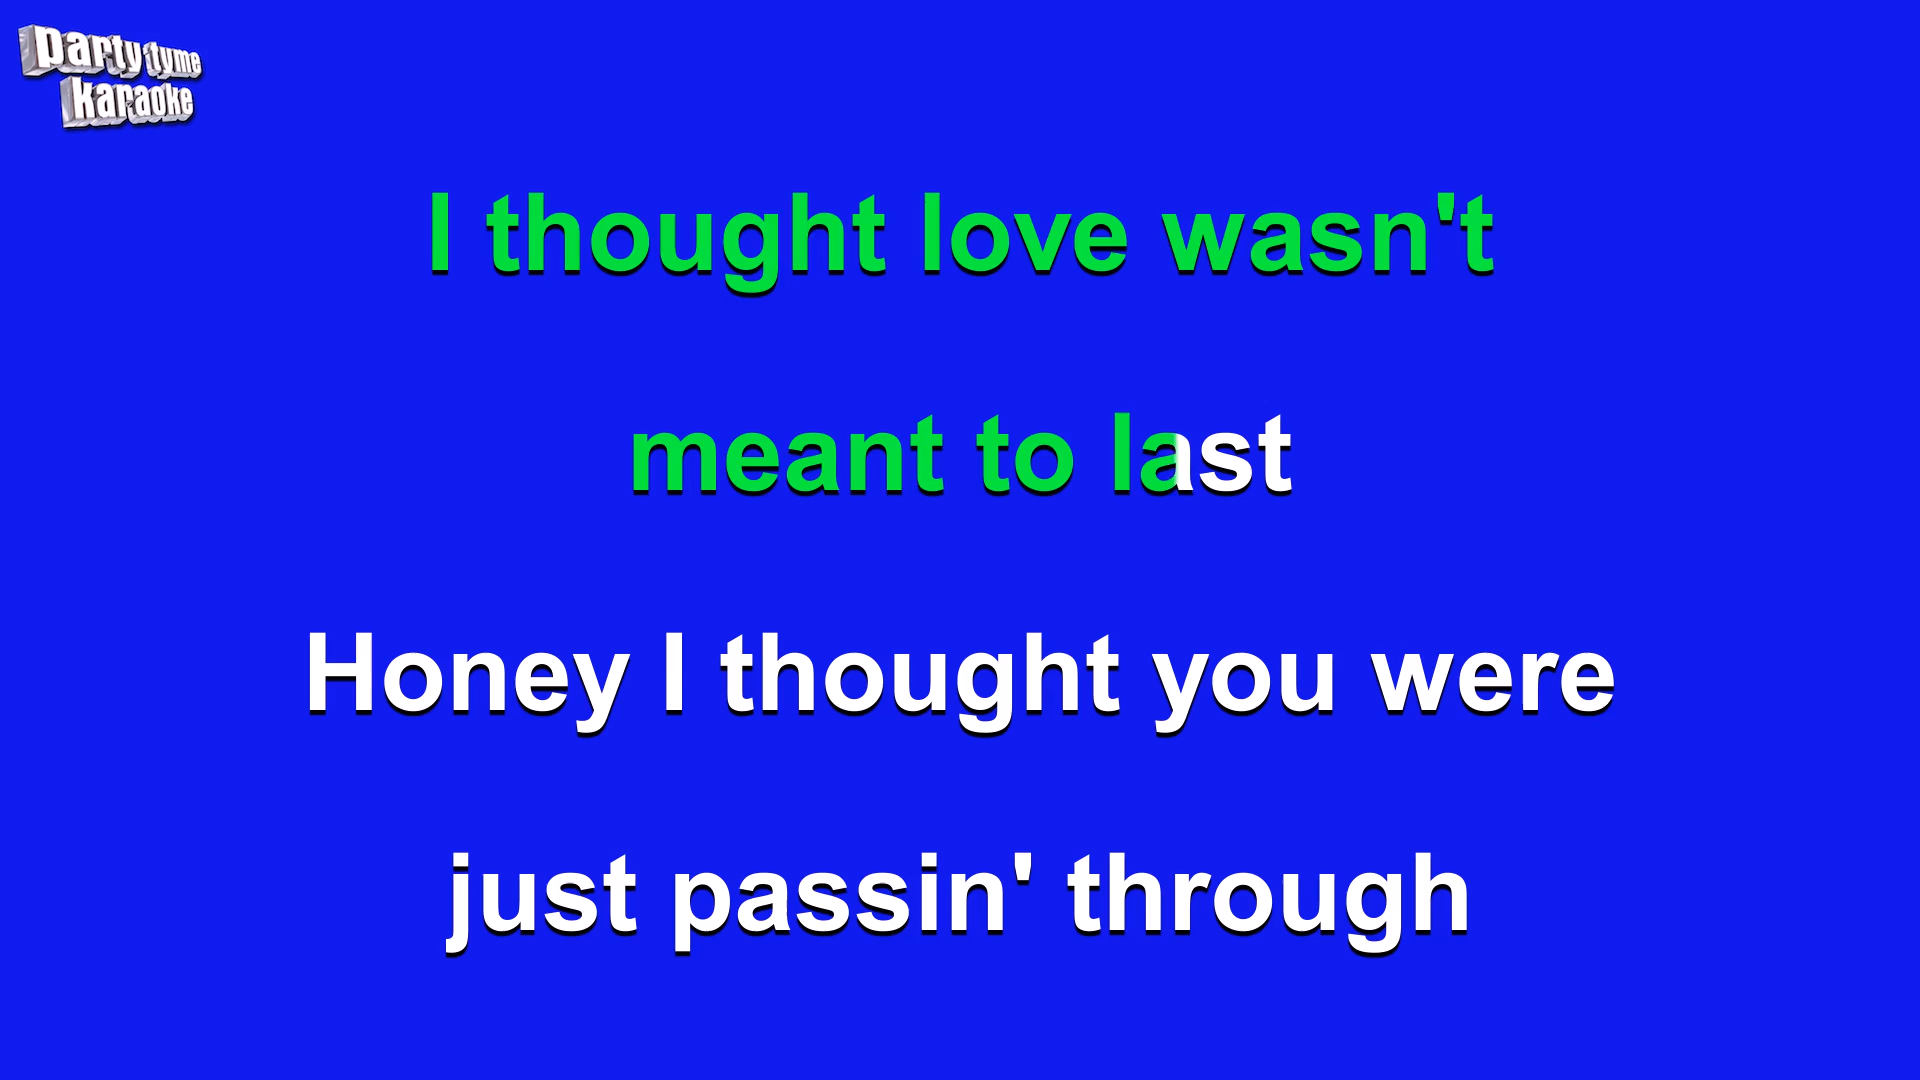 party tyme
karaoke
I thought love wasn't
meant to last
Honey I thought you were
just passin' through